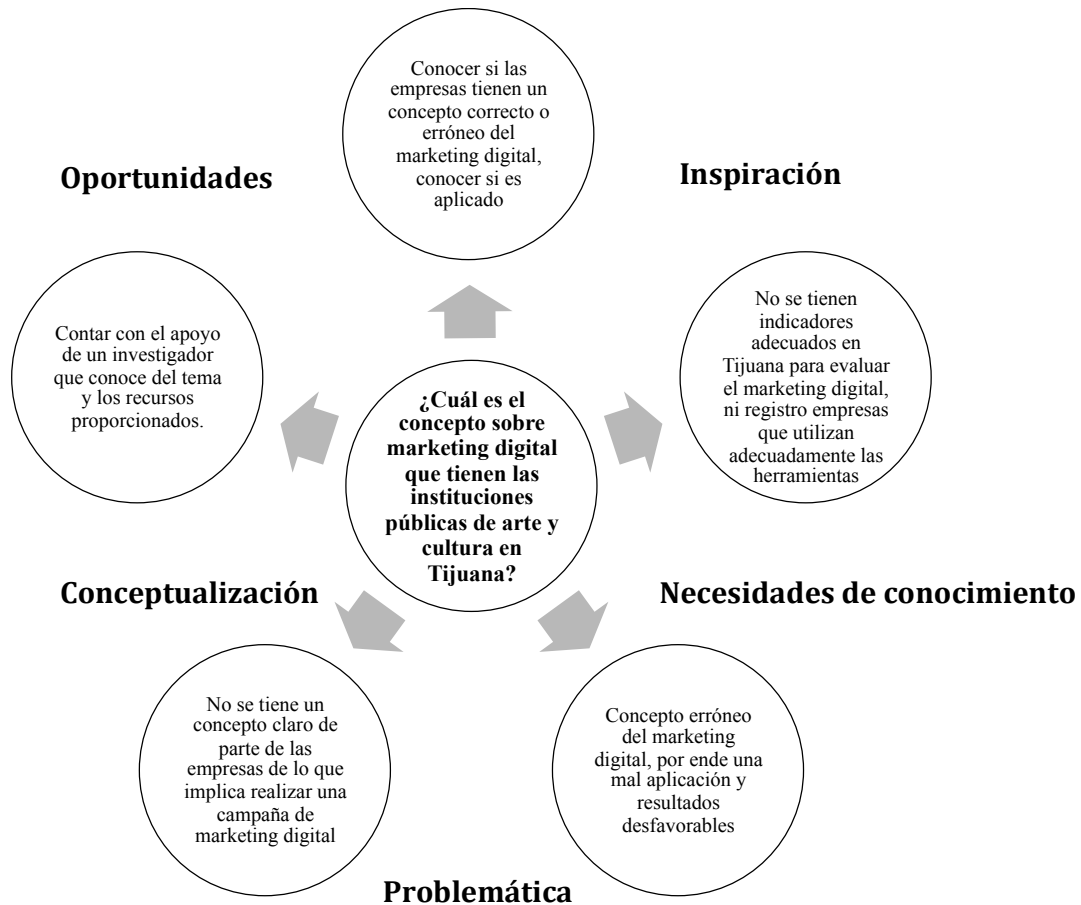 Conocer si las
empresas tienen un
concepto correcto o
erróneo del
marketing digital,
conocer si es
aplicado
Oportunidades
Inspiración
Contar con el apoyo
de un investigador
que conoce del tema
y los recursos
proporcionados.
No se tienen
indicadores
adecuados en
Tijuana para evaluar
el marketing digital,
ni registro empresas
que utilizan
adecuadamente las
herramientas
¿Cuál es el
concepto sobre
marketing digital
que tienen las
instituciones
públicas de arte y
cultura en
Tijuana?
Conceptualización
Necesidades de conocimiento
No se tiene un
concepto claro de
parte de las
empresas de lo que
implica realizar una
campaña de
marketing digital
Concepto erróneo
del marketing
digital, por ende una
mal aplicación y
resultados
desfavorables
Problemática